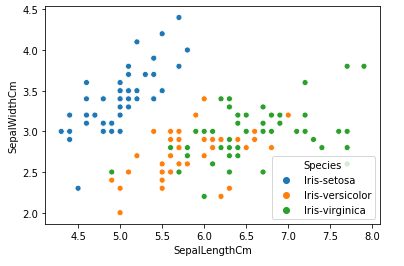 4.5
4.0
3.5
3.0
2.5
2.0
SepalWidthCm
Species
Iris-setosa
Iris-versicolor
Iris-virginica
4.5 5.0 5.5 6.0 6.5 7.0 7.5 8.0
SepalLengthCm